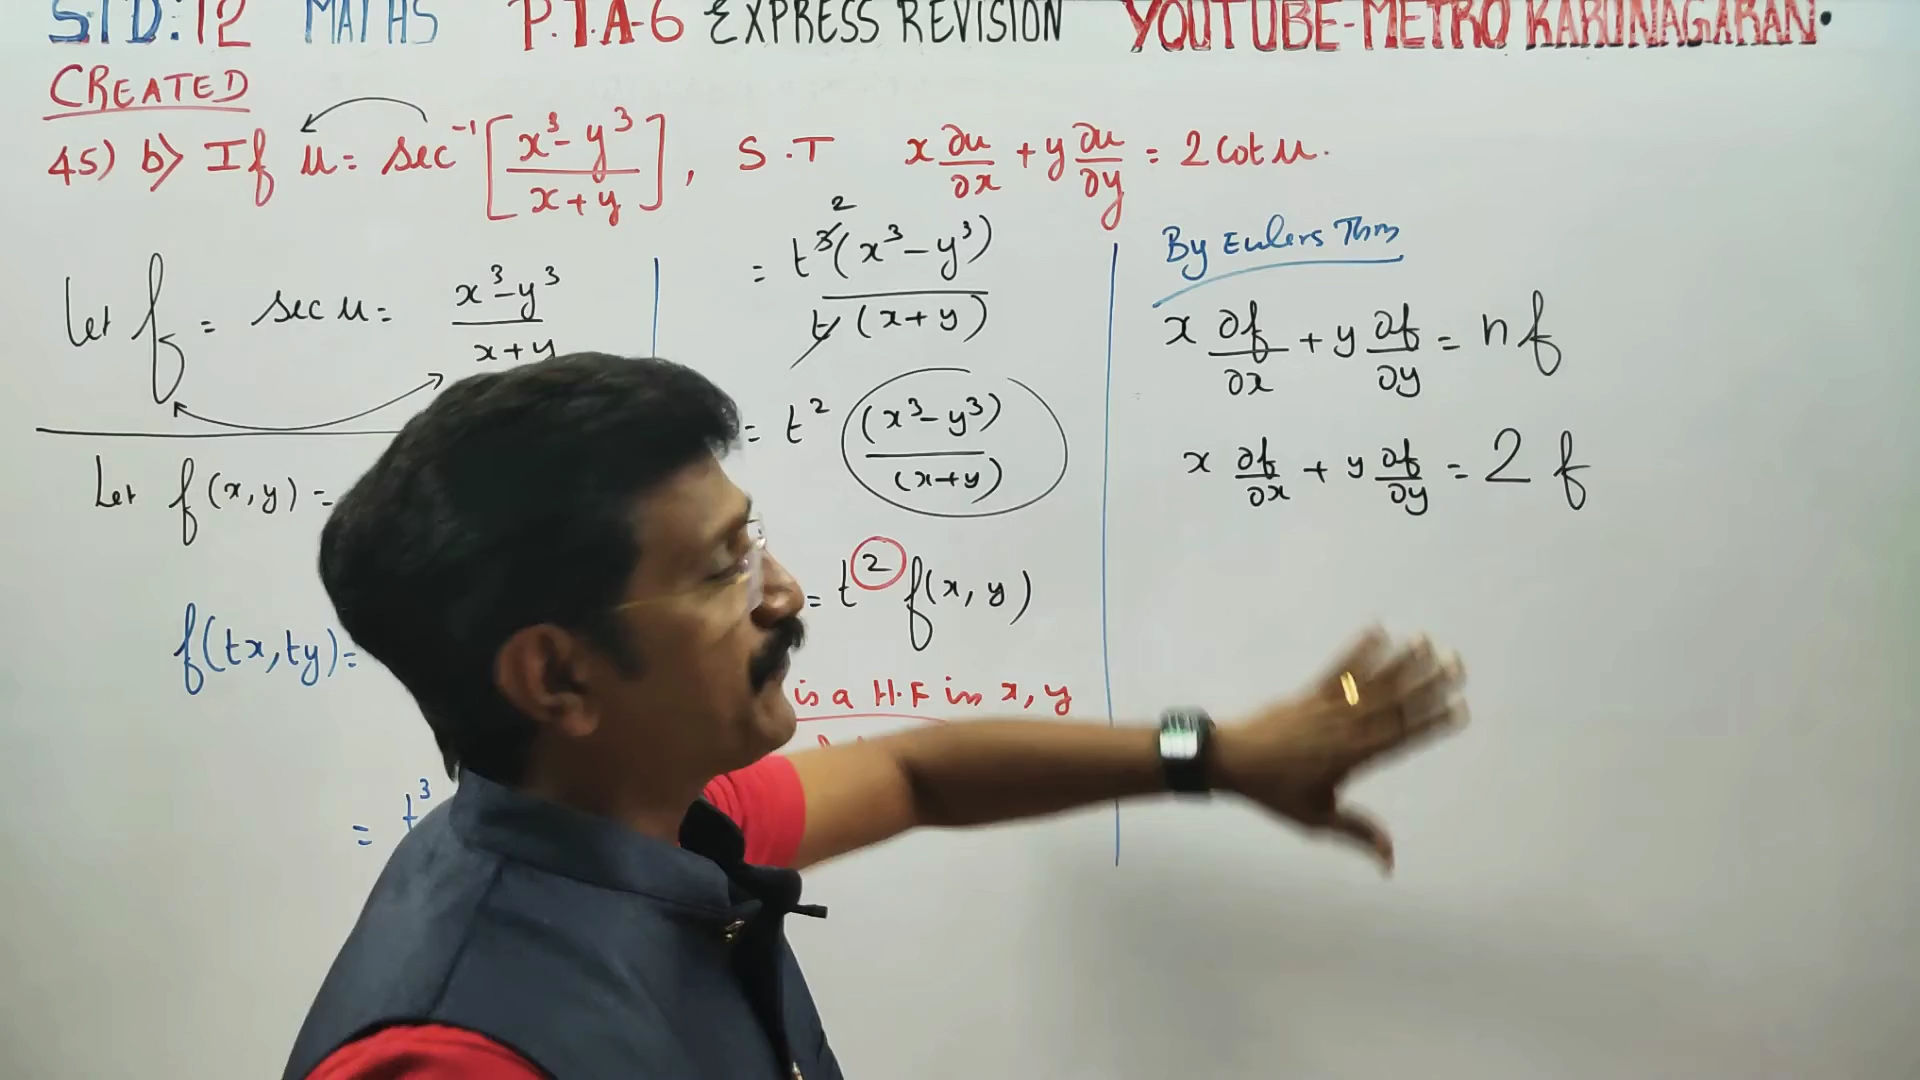 STD:12 MATHS P.T.A-6 EXPRESS REVISION YOUTUBE-METRO KARUNAGARAN.
CREATED
45) b) If u = sec⁻¹[x³-y³/x+y], S.T x ∂u/∂x + y ∂u/∂y = 2 cot u.
Let f = sec u = x³-y³/x+y
Let f(x,y) =
f(tx,ty) =
= t³
= t³²(x³-y³)/t(x+y)
= t² (x³-y³)/(x+y)
= t² f(x,y)
is a H.F in x, y
By Eulers Thm
x ∂f/∂x + y ∂f/∂y = n f
x ∂f/∂x + y ∂f/∂y = 2 f